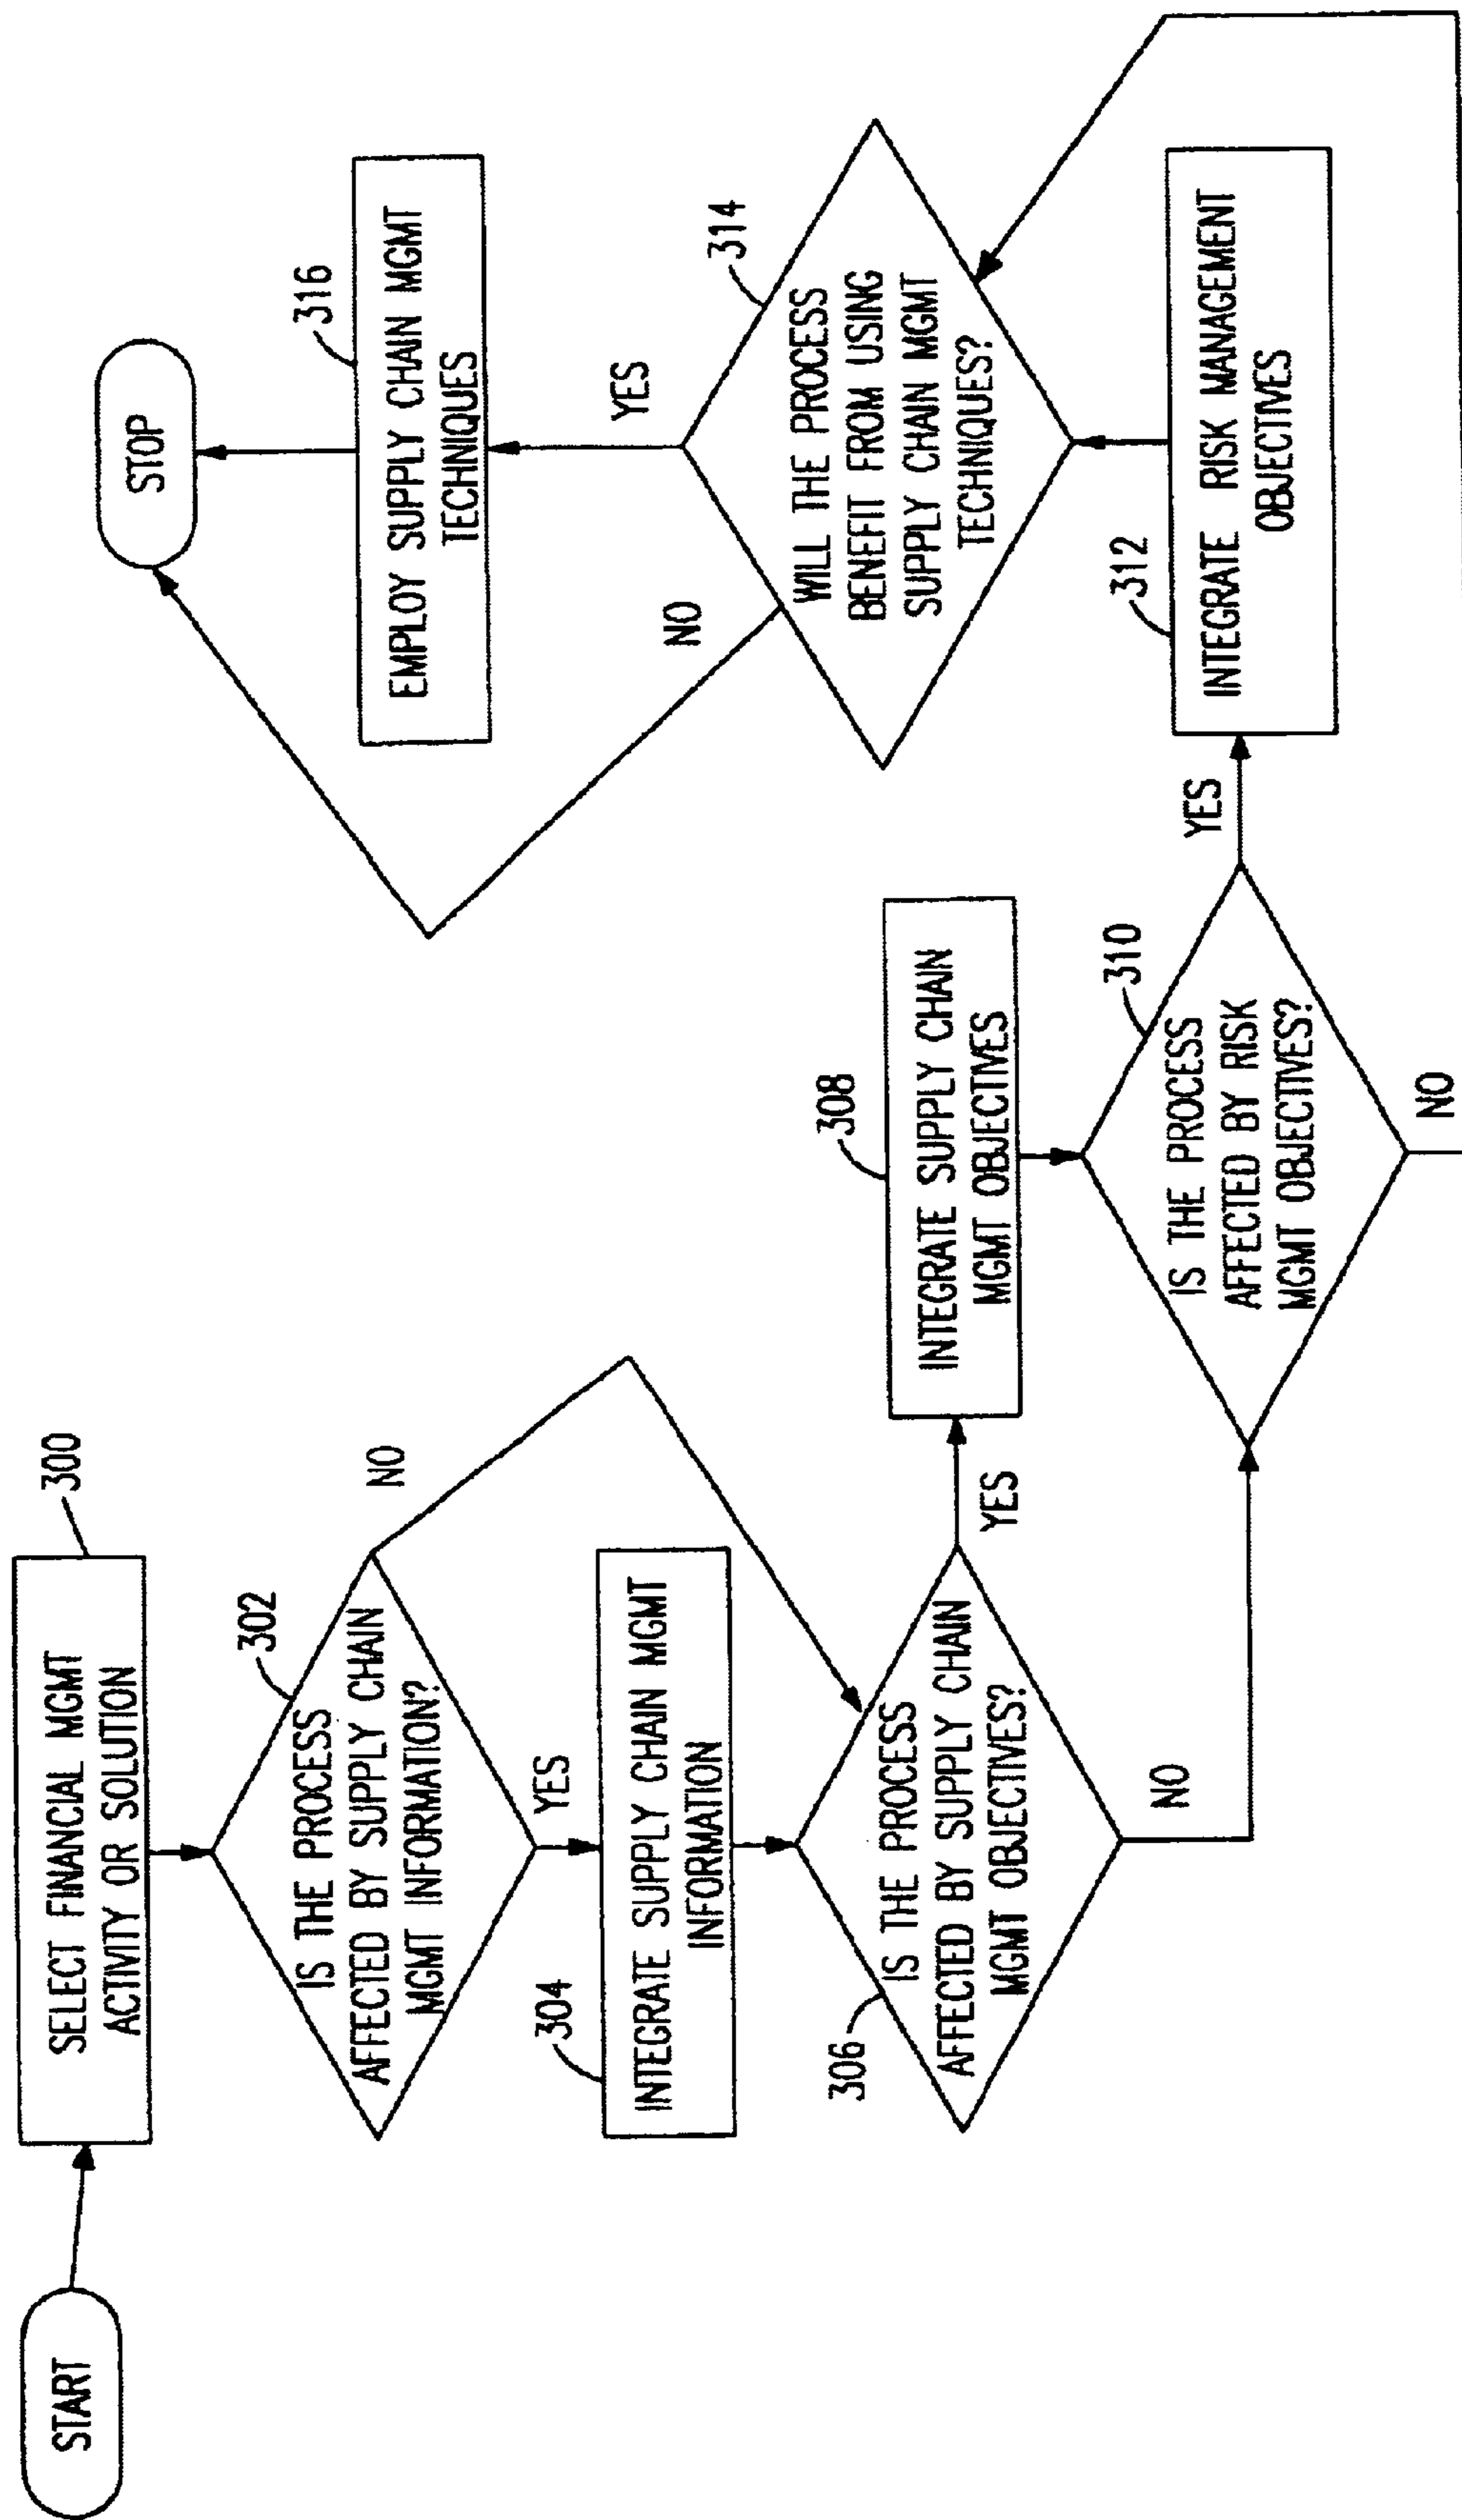 START
SELECT FINANCIAL MGMT
ACTIVITY OR SOLUTION
300
IS THE PROCESS
AFFECTED BY SUPPLY CHAIN
MGMT INFORMATION?
302
NO
YES
304
INTEGRATE SUPPLY CHAIN MGMT
INFORMATION
306
IS THE PROCESS
AFFECTED BY SUPPLY CHAIN
MGMT OBJECTIVES?
YES
NO
308
INTEGRATE SUPPLY CHAIN
MGMT OBJECTIVES
310
IS THE PROCESS
AFFECTED BY RISK
MGMT OBJECTIVES?
YES
NO
312
INTEGRATE RISK MANAGEMENT
OBJECTIVES
314
WILL THE PROCESS
BENEFIT FROM USING
SUPPLY CHAIN MGMT
TECHNIQUES?
YES
NO
316
EMPLOY SUPPLY CHAIN MGMT
TECHNIQUES
STOP